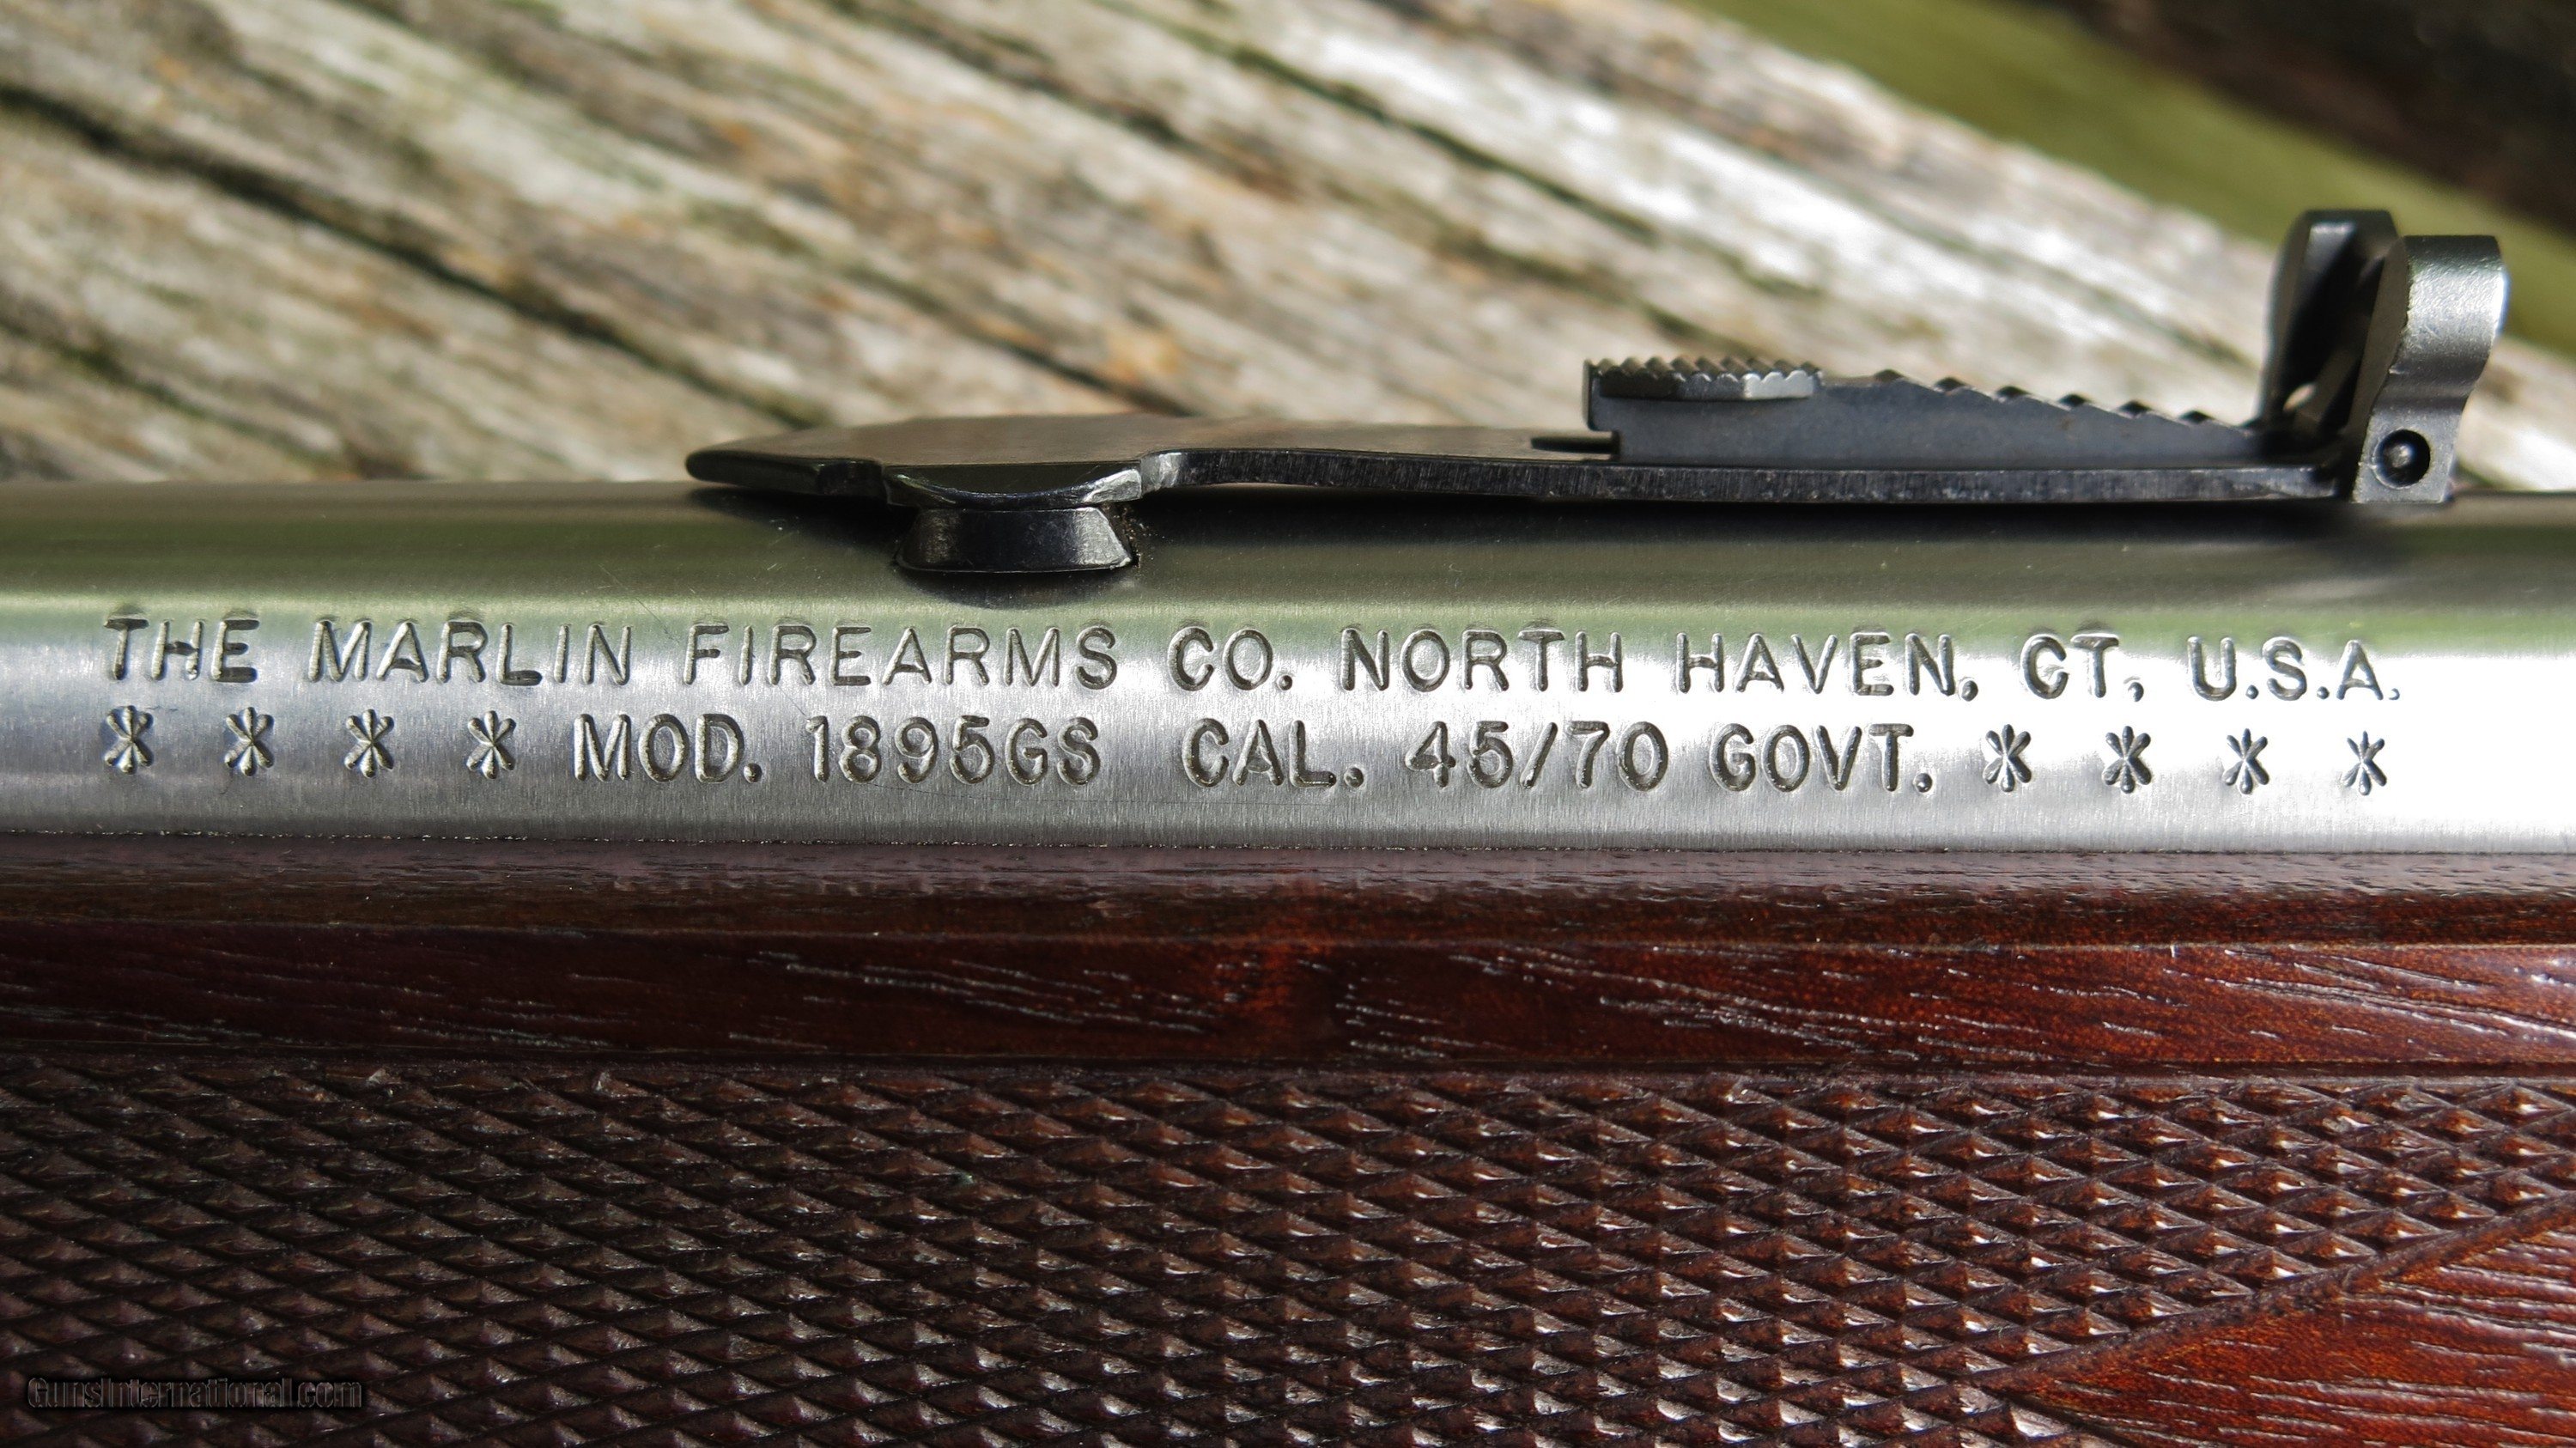 THE MARLIN FIREARMS CO. NORTH HAVEN, CT, U.S.A.
* * * * MOD. 1895GS CAL. 45/70 GOVT. * * * *
GunsInternational.com